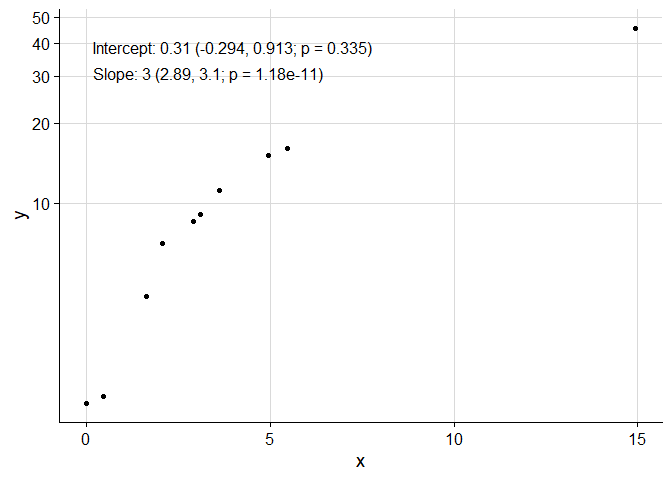 50
40
30
20
10
y
Intercept: 0.31 (-0.294, 0.913; p = 0.335)
Slope: 3 (2.89, 3.1; p = 1.18e-11)
0 5 10 15
x